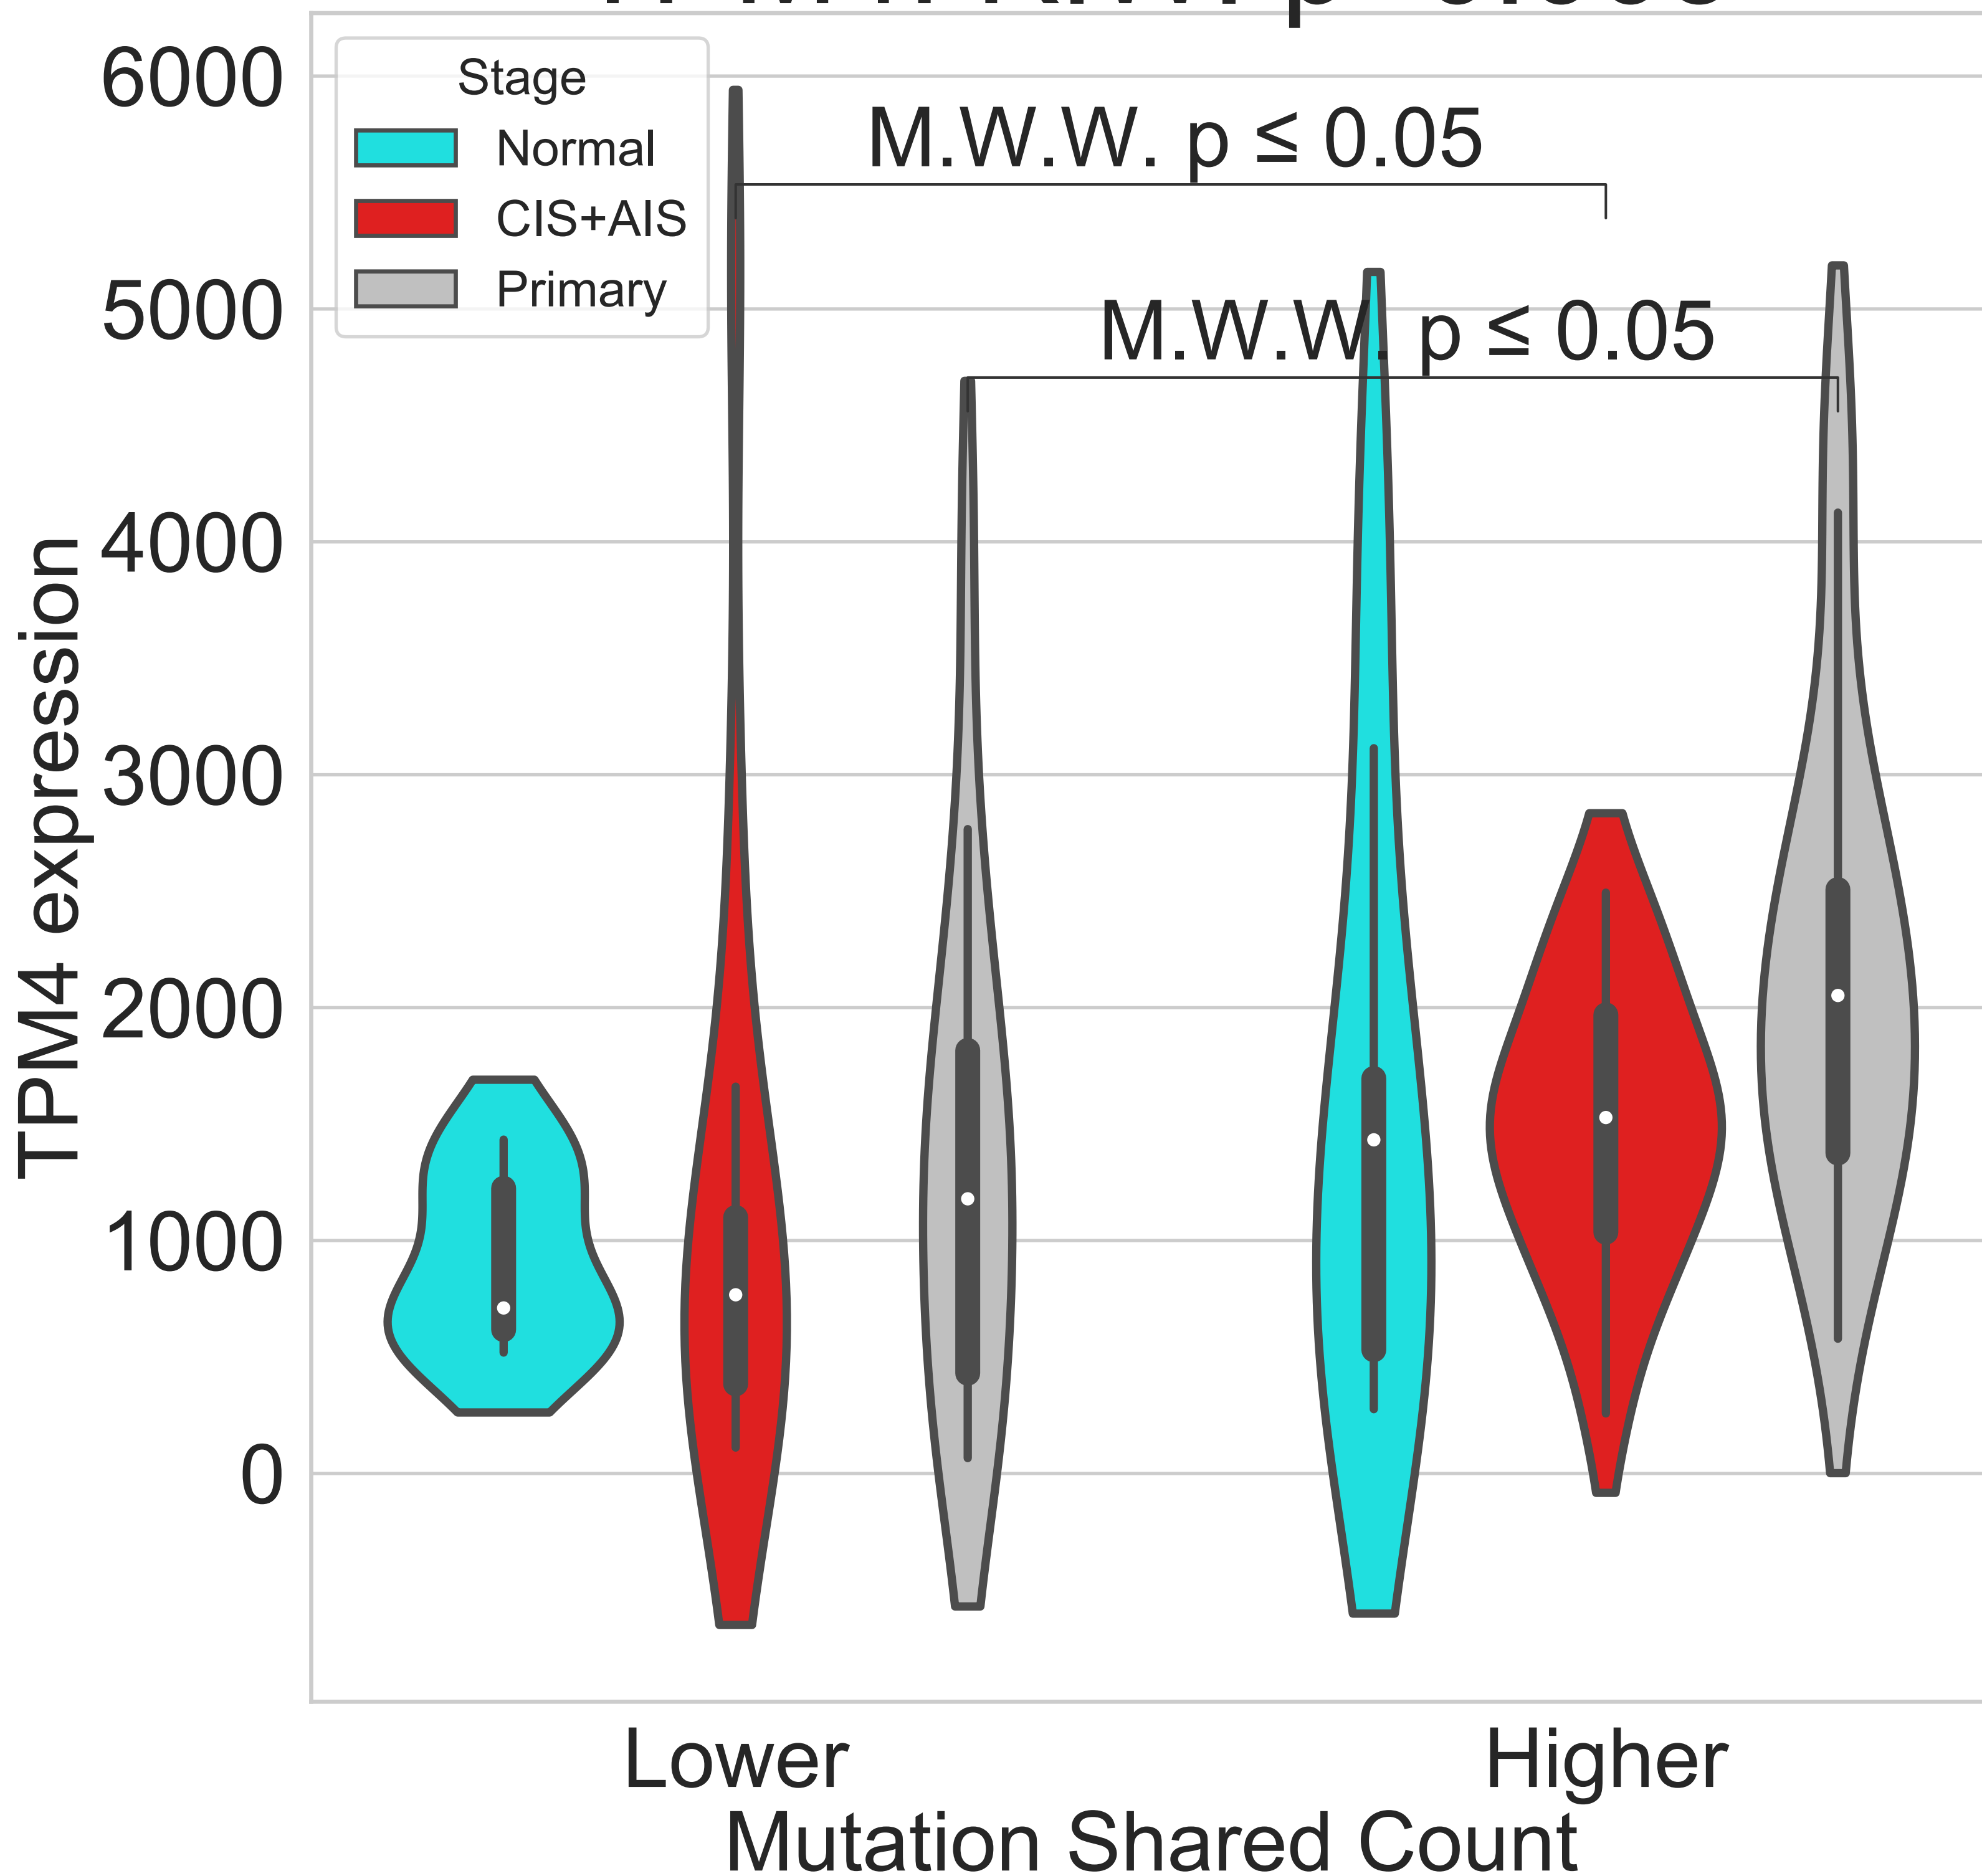 6000
5000
4000
3000
2000
1000
0
TPM4 expression
Stage
Normal
CIS+AIS
Primary
M.W.W. p ≤ 0.05
M.W.W. p ≤ 0.05
Lower
Higher
Mutation Shared Count